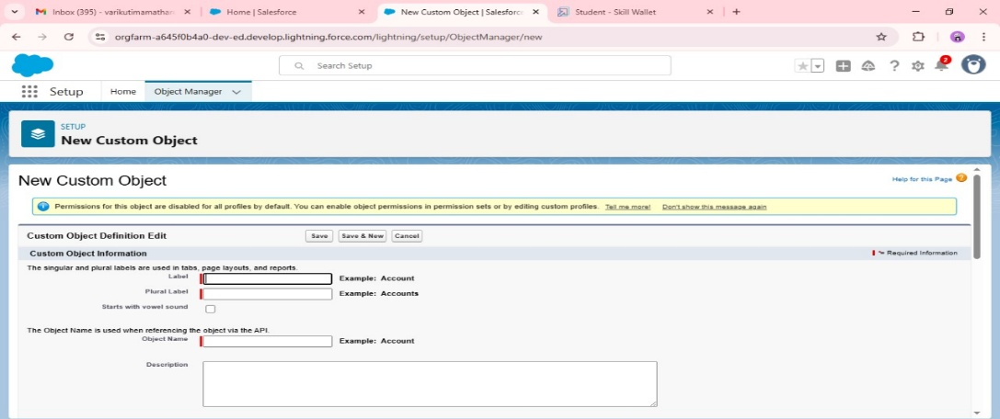 Inbox (395) - varikutimamathan
Home | Salesforce
New Custom Object | Salesforc
Student - Skill Wallet
orgfarm-a645f0b4a0-dev-ed.develop.lightning.force.com/lightning/setup/ObjectManager/new
Search Setup
2
Setup
Home
Object Manager
SETUP
New Custom Object
New Custom Object
Help for this Page
Permissions for this object are disabled for all profiles by default. You can enable object permissions in permission sets or by editing custom profiles. Tell me more! Don't show this message again
Custom Object Definition Edit Save Save & New Cancel
Custom Object Information = Required Information
The singular and plural labels are used in tabs, page layouts, and reports.
Label Example: Account
Plural Label Example: Accounts
Starts with vowel sound
The Object Name is used when referencing the object via the API.
Object Name Example: Account
Description